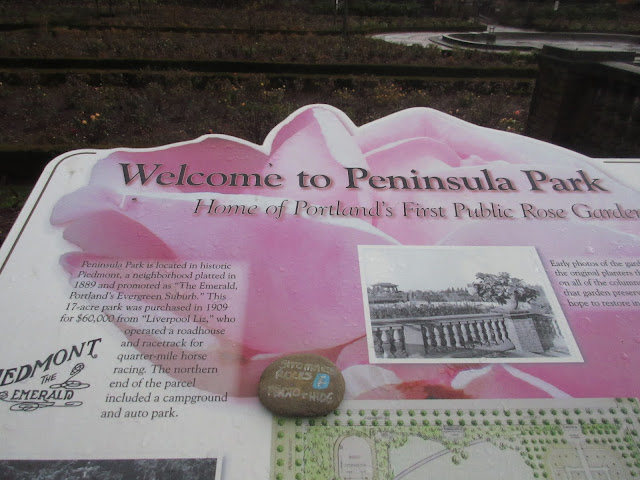 Welcome to Peninsula Park
Home of Portland's First Public Rose Garden
Peninsula Park is located in historic
Piedmont, a neighborhood platted in
1889 and promoted as "The Emerald,
Portland's Evergreen Suburb." This
17-acre park was purchased in 1909
for $60,000 from "Liverpool Liz," who
operated a roadhouse
and racetrack for
quarter-mile horse
racing. The northern
end of the parcel
included a campground
and auto park.
Early photos of the gard
the original planters
on all of the column
that garden preserv
hope to restore in
PIEDMONT
THE
EMERALD
ROCKS